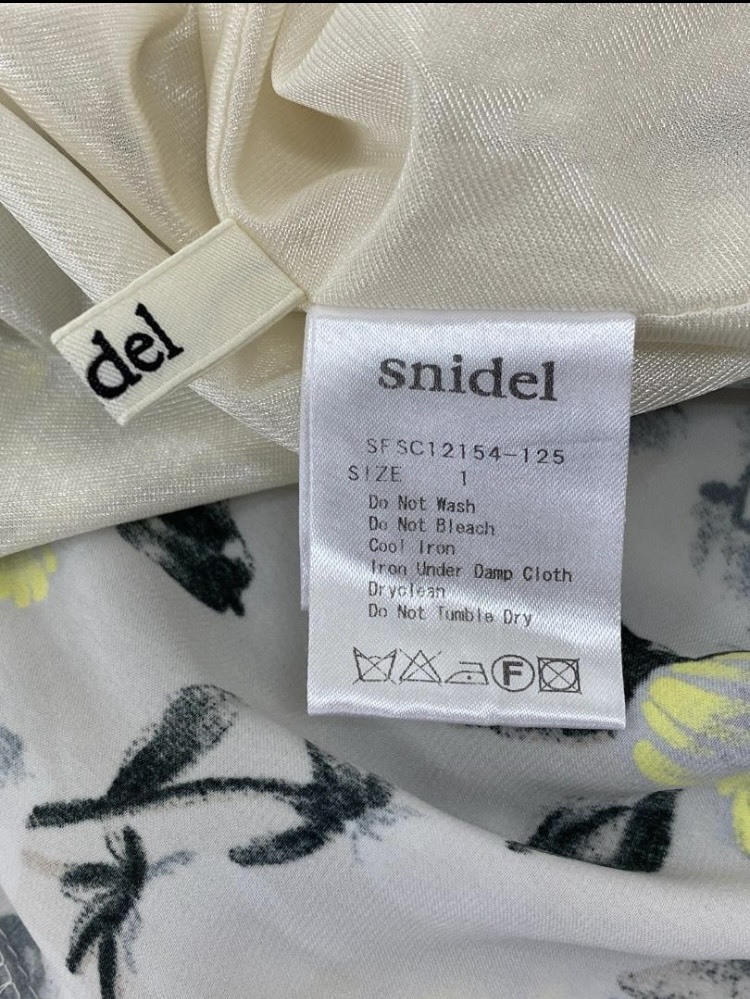 del
snidel
SFSC12154-125
SIZE 1
Do Not Wash
Do Not Bleach
Cool Iron
Iron Under Damp Cloth
Dryclean
Do Not Tumble Dry
F